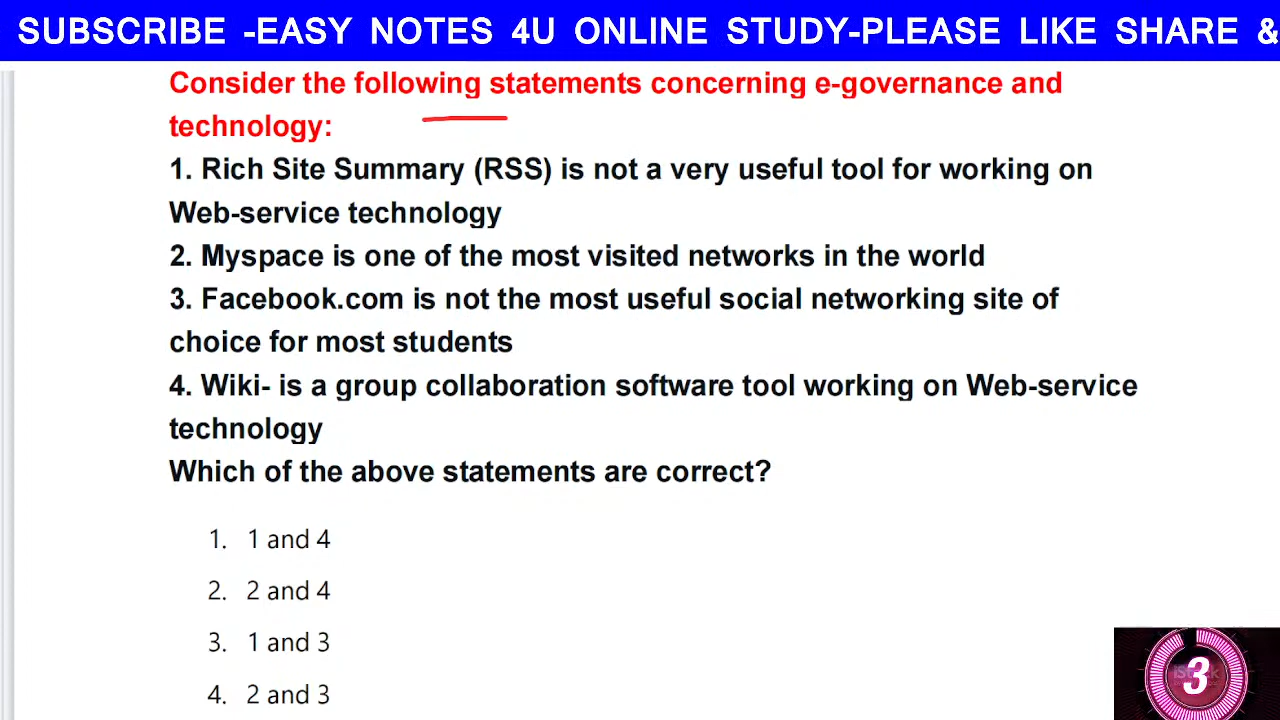 SUBSCRIBE -EASY NOTES 4U ONLINE STUDY-PLEASE LIKE SHARE &
Consider the following statements concerning e-governance and
technology:
1. Rich Site Summary (RSS) is not a very useful tool for working on
Web-service technology
2. Myspace is one of the most visited networks in the world
3. Facebook.com is not the most useful social networking site of
choice for most students
4. Wiki- is a group collaboration software tool working on Web-service
technology
Which of the above statements are correct?
1. 1 and 4
2. 2 and 4
3. 1 and 3
4. 2 and 3
3